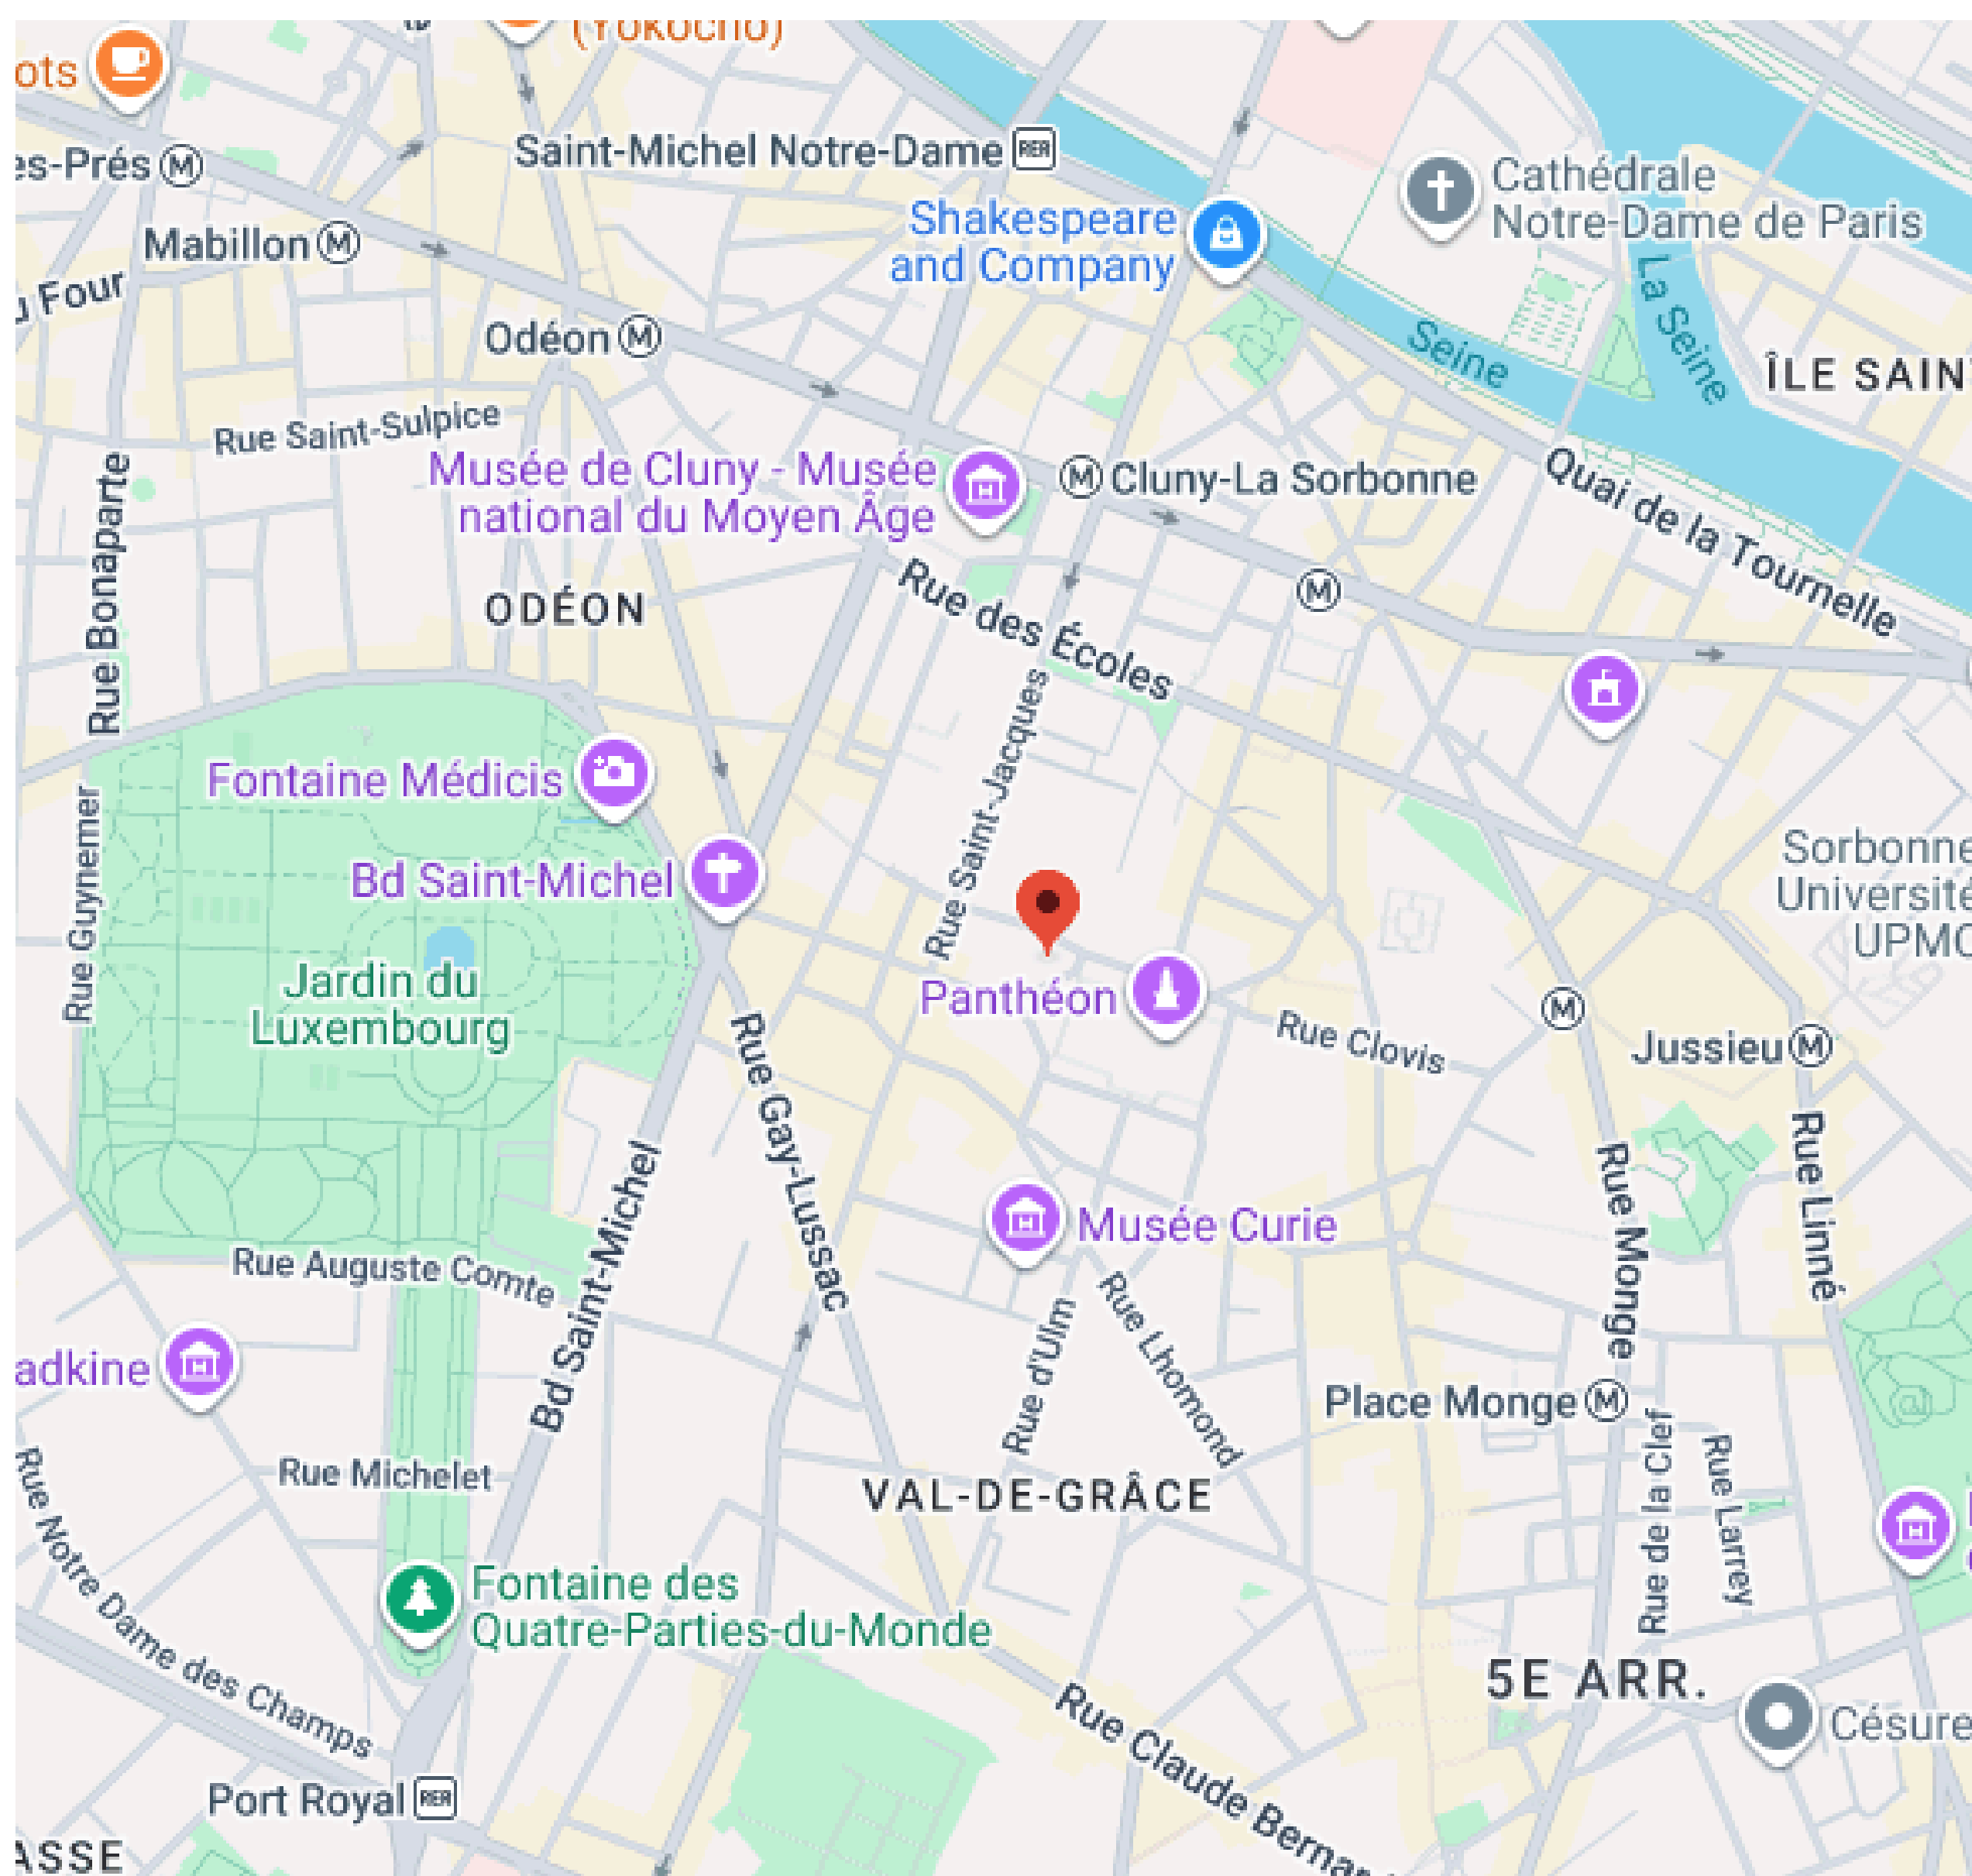 (Yokocho)
ots
Saint-Michel Notre-Dame RER
es-Prés M
Cathédrale
Notre-Dame de Paris
Shakespeare
and Company
Mabillon M
u Four
La Seine
Odéon M
Seine
ÎLE SAIN
Rue Saint-Sulpice
Musée de Cluny - Musée
national du Moyen Âge
M Cluny-La Sorbonne
Quai de la Tournelle
Rue Bonaparte
ODÉON
Rue des Écoles
M
Rue Saint-Jacques
Fontaine Médicis
Rue Guynemer
Bd Saint-Michel
Sorbonne
Université
UPMC
Jardin du
Luxembourg
Panthéon
Rue Clovis
M
Jussieu M
Rue Gay-Lussac
Bd Saint-Michel
Rue Monge
Rue Linné
Musée Curie
Rue Auguste Comte
Rue d'Ulm
Rue Lhomond
adkine
Place Monge M
Rue de la Clef
Rue Larrey
Rue Michelet
VAL-DE-GRÂCE
Rue Notre Dame des Champs
Fontaine des
Quatre-Parties-du-Monde
5E ARR.
Rue Claude Bernar
Césure
Port Royal RER
ASSE